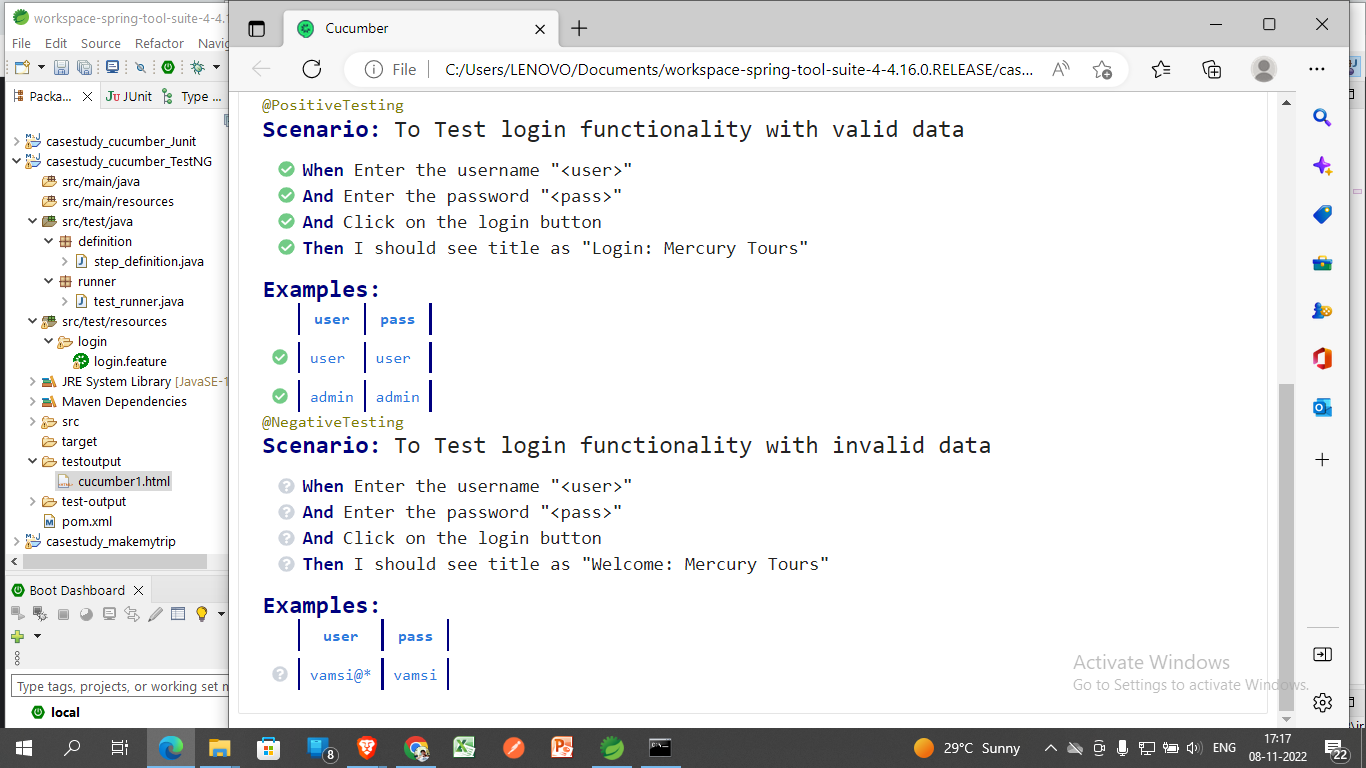 workspace-spring-tool-suite-4-4.1
File Edit Source Refactor Navig
Packa... JUnit Type ...
casestudy_cucumber_Junit
casestudy_cucumber_TestNG
src/main/java
src/main/resources
src/test/java
definition
step_definition.java
runner
test_runner.java
src/test/resources
login
login.feature
JRE System Library [JavaSE-1
Maven Dependencies
src
target
testoutput
cucumber1.html
test-output
pom.xml
casestudy_makemytrip
Boot Dashboard
Type tags, projects, or working set n
local
Cucumber
File C:/Users/LENOVO/Documents/workspace-spring-tool-suite-4-4.16.0.RELEASE/cas...
@PositiveTesting
Scenario: To Test login functionality with valid data
When Enter the username "<user>"
And Enter the password "<pass>"
And Click on the login button
Then I should see title as "Login: Mercury Tours"
Examples:
user pass
user user
admin admin
@NegativeTesting
Scenario: To Test login functionality with invalid data
When Enter the username "<user>"
And Enter the password "<pass>"
And Click on the login button
Then I should see title as "Welcome: Mercury Tours"
Examples:
user pass
vamsi@* vamsi
Activate Windows
Go to Settings to activate Windows.
8
29°C Sunny
ENG
17:17
08-11-2022
22